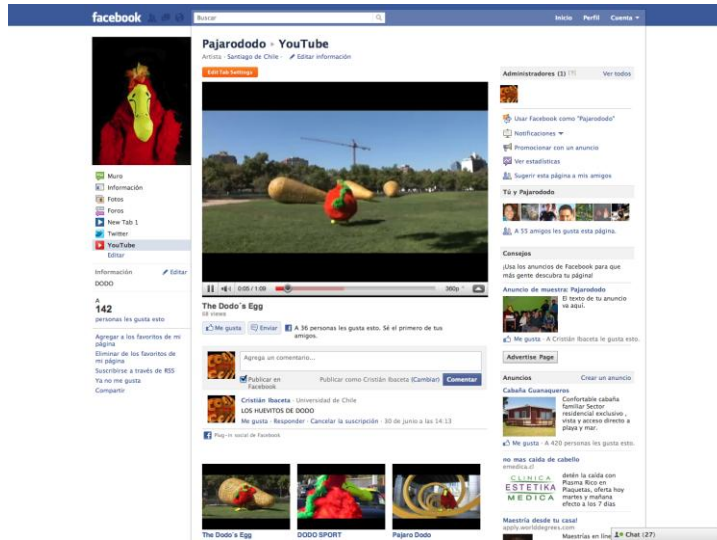 facebook
Buscar
Inicio Perfil Cuenta
Pajarododo ▸ YouTube
Artista · Santiago de Chile · Editar información
Edit Tab Settings
Muro
Información
Fotos
Foros
New Tab 1
Twitter
YouTube
Editar
Información Editar
DODO
A
142
personas les gusta esto
Agregar a los favoritos de mi
página
Eliminar de los favoritos de
mi página
Suscribirse a través de RSS
Ya no me gusta
Compartir
0:05 / 1:09 360p
The Dodo´s Egg
58 views
Me gusta Enviar A 36 personas les gusta esto. Sé el primero de tus
amigos.
Agrega un comentario...
Publicar en
Facebook
Publicar como Cristián Ibaceta (Cambiar) Comentar
Cristián Ibaceta · Universidad de Chile
LOS HUEVITOS DE DODO
Me gusta · Responder · Cancelar la suscripción · 30 de junio a las 14:13
Plug-in social de Facebook
The Dodo´s Egg DODO SPORT Pajaro Dodo
Administradores (1) [?] Ver todos
Usar Facebook como "Pajarododo"
Notificaciones
Promocionar con un anuncio
Ver estadísticas
Sugerir esta página a mis amigos
Tú y Pajarododo
A 55 amigos les gusta esta página.
Consejos
¡Usa los anuncios de Facebook para que
más gente descubra tu página!
Anuncio de muestra: Pajarododo
El texto de tu anuncio
va aquí.
Me gusta · A Cristián Ibaceta le gusta esto.
Advertise Page
Anuncios Crear un anuncio
Cabaña Guanaqueros
Confortable cabaña
familiar Sector
residencial exclusivo ,
vista y acceso directo a
playa y mar.
Me gusta · A 420 personas les gusta esto.
no mas caida de cabello
emedica.cl
CLINICA
ESTETIKA
MEDICA
detén la caída con
Plasma Rico en
Plaquetas, oferta hoy
martes y mañana
efecto a los 7 días
Maestría desde tu casa!
apply.worlddegrees.com
Maestrías en líne
Chat (27)